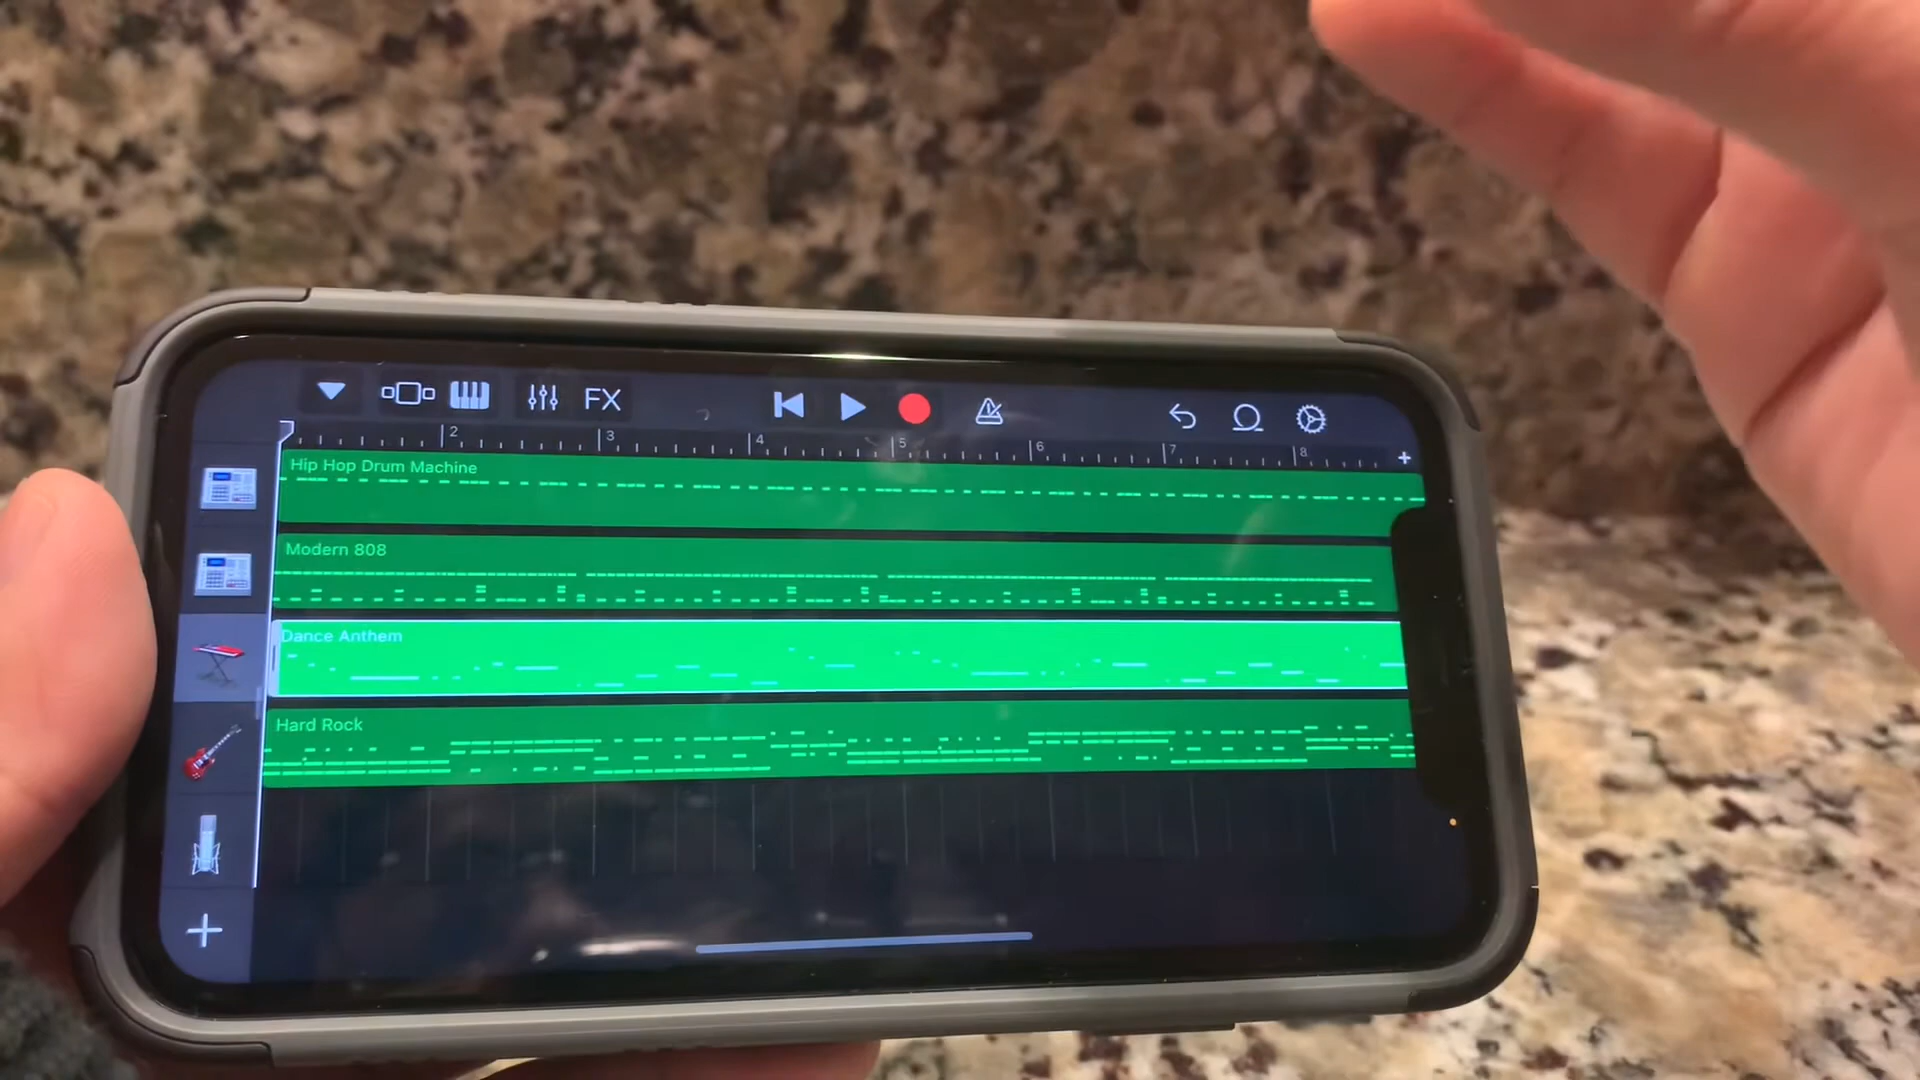 FX
2 3 4 5 6 7 8 +
Hip Hop Drum Machine
Modern 808
Dance Anthem
Hard Rock